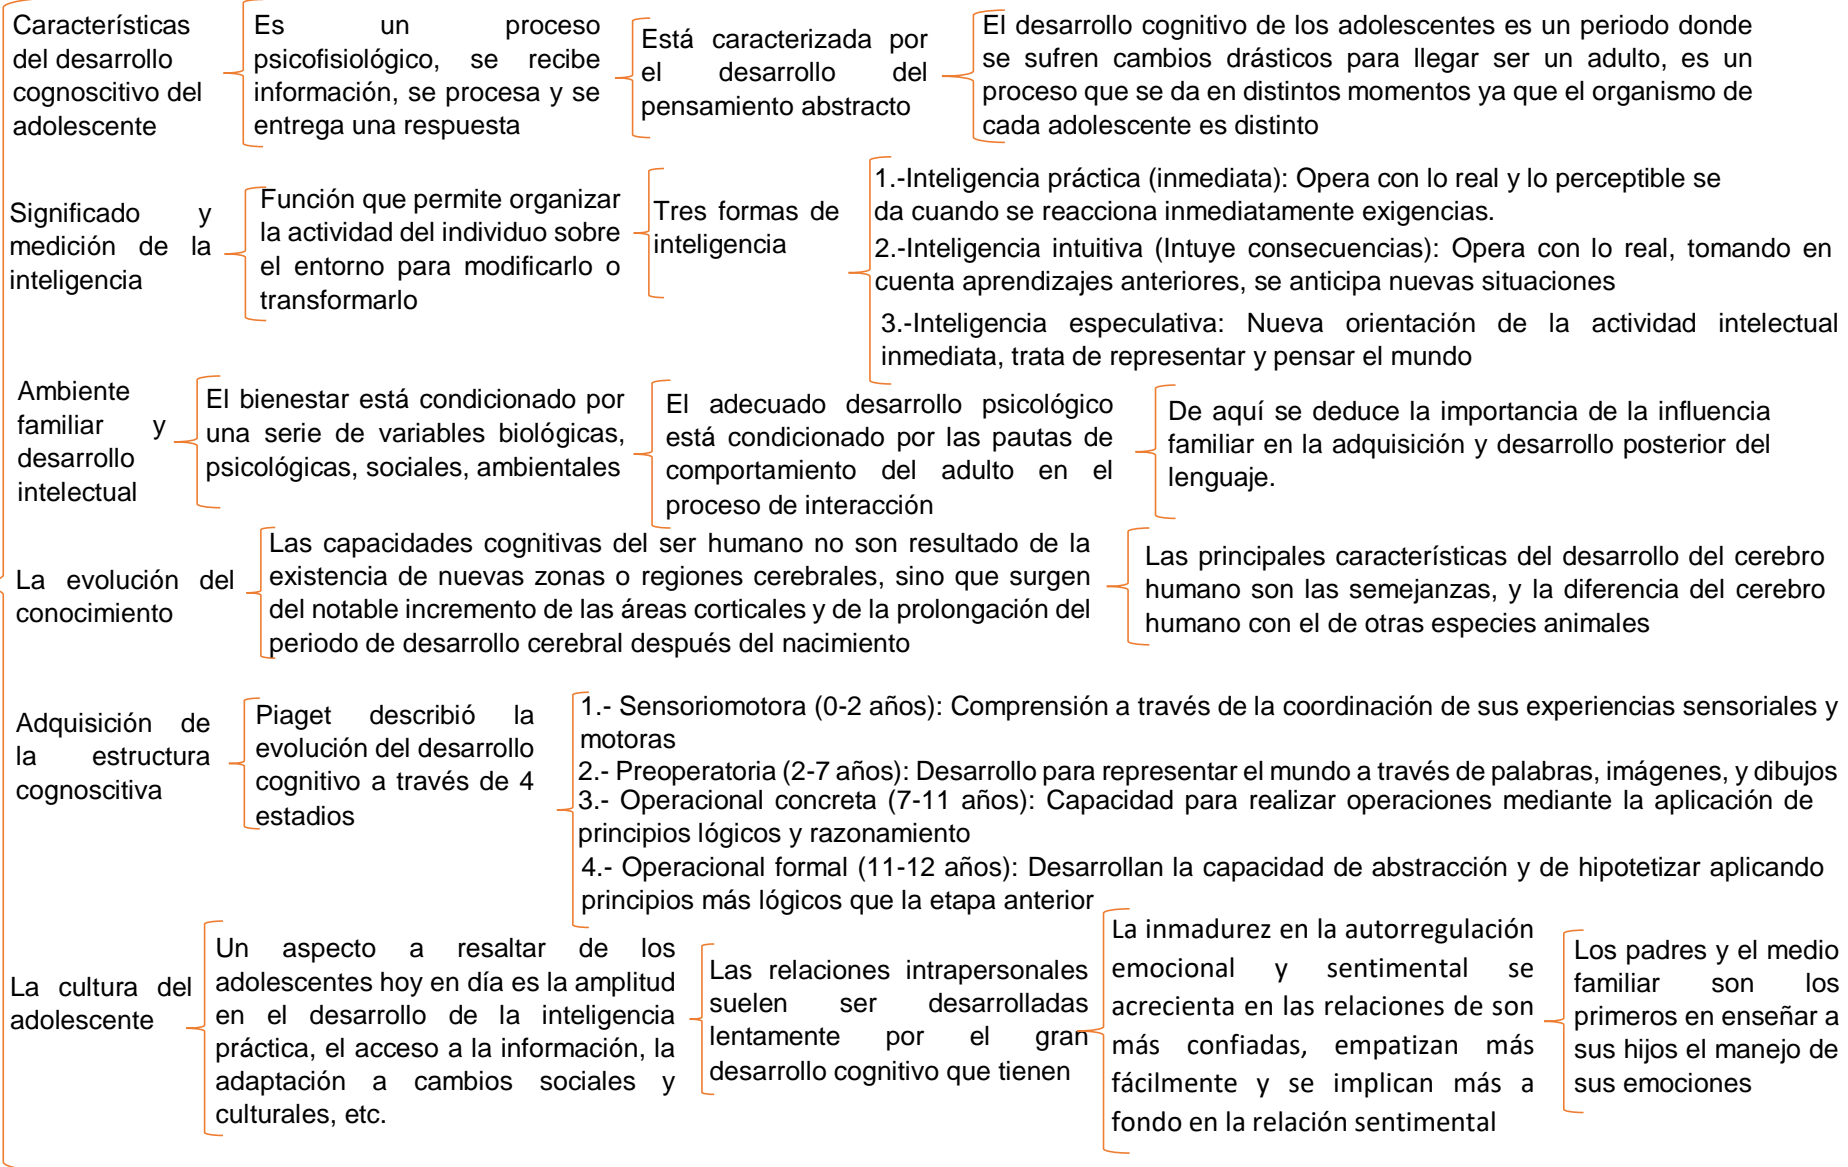 Características
del desarrollo
cognoscitivo del
adolescente
Es un proceso
psicofisiológico, se recibe
información, se procesa y se
entrega una respuesta
Está caracterizada por
el desarrollo del
pensamiento abstracto
El desarrollo cognitivo de los adolescentes es un periodo donde
se sufren cambios drásticos para llegar ser un adulto, es un
proceso que se da en distintos momentos ya que el organismo de
cada adolescente es distinto
Significado y
medición de la
inteligencia
Función que permite organizar
la actividad del individuo sobre
el entorno para modificarlo o
transformarlo
Tres formas de
inteligencia
1.-Inteligencia práctica (inmediata): Opera con lo real y lo perceptible se
da cuando se reacciona inmediatamente exigencias.
2.-Inteligencia intuitiva (Intuye consecuencias): Opera con lo real, tomando en
cuenta aprendizajes anteriores, se anticipa nuevas situaciones
3.-Inteligencia especulativa: Nueva orientación de la actividad intelectual
inmediata, trata de representar y pensar el mundo
Ambiente
familiar y
desarrollo
intelectual
El bienestar está condicionado por
una serie de variables biológicas,
psicológicas, sociales, ambientales
El adecuado desarrollo psicológico
está condicionado por las pautas de
comportamiento del adulto en el
proceso de interacción
De aquí se deduce la importancia de la influencia
familiar en la adquisición y desarrollo posterior del
lenguaje.
La evolución del
conocimiento
Las capacidades cognitivas del ser humano no son resultado de la
existencia de nuevas zonas o regiones cerebrales, sino que surgen
del notable incremento de las áreas corticales y de la prolongación del
periodo de desarrollo cerebral después del nacimiento
Las principales características del desarrollo del cerebro
humano son las semejanzas, y la diferencia del cerebro
humano con el de otras especies animales
Adquisición de
la estructura
cognoscitiva
Piaget describió la
evolución del desarrollo
cognitivo a través de 4
estadios
1.- Sensoriomotora (0-2 años): Comprensión a través de la coordinación de sus experiencias sensoriales y
motoras
2.- Preoperatoria (2-7 años): Desarrollo para representar el mundo a través de palabras, imágenes, y dibujos
3.- Operacional concreta (7-11 años): Capacidad para realizar operaciones mediante la aplicación de
principios lógicos y razonamiento
4.- Operacional formal (11-12 años): Desarrollan la capacidad de abstracción y de hipotetizar aplicando
principios más lógicos que la etapa anterior
La cultura del
adolescente
Un aspecto a resaltar de los
adolescentes hoy en día es la amplitud
en el desarrollo de la inteligencia
práctica, el acceso a la información, la
adaptación a cambios sociales y
culturales, etc.
Las relaciones intrapersonales
suelen ser desarrolladas
lentamente por el gran
desarrollo cognitivo que tienen
La inmadurez en la autorregulación
emocional y sentimental se
acrecienta en las relaciones de son
más confiadas, empatizan más
fácilmente y se implican más a
fondo en la relación sentimental
Los padres y el medio
familiar son los
primeros en enseñar a
sus hijos el manejo de
sus emociones